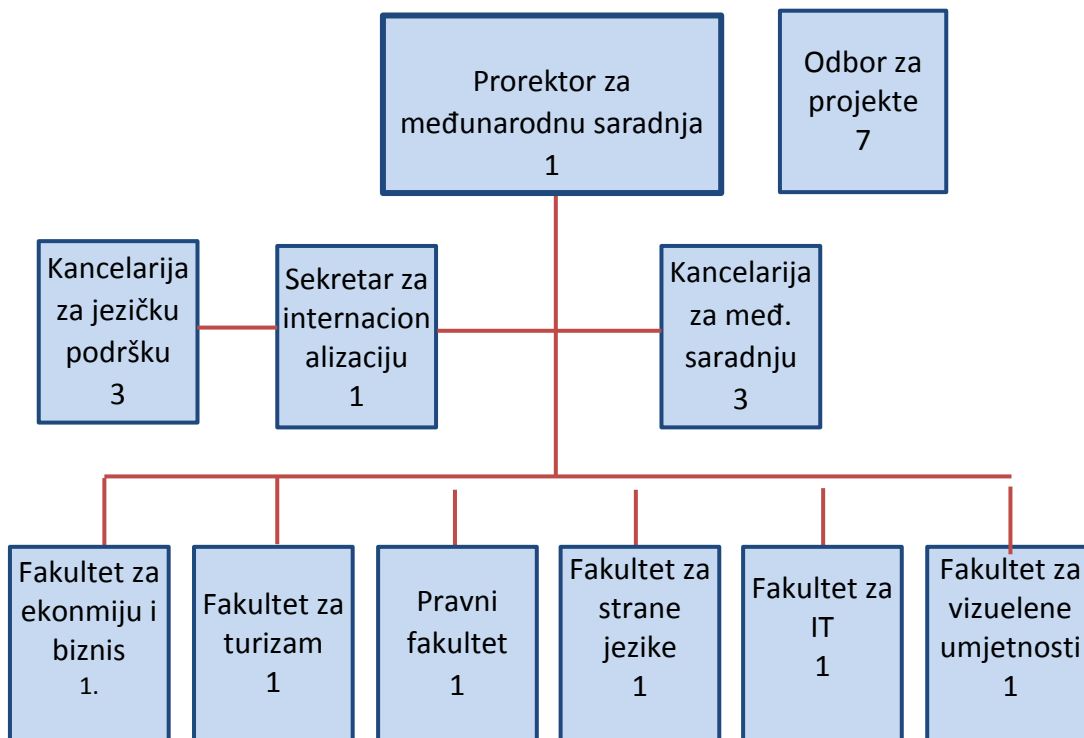 Prorektor za
međunarodnu saradnja
1
Odbor za
projekte
7
Kancelarija
za jezičku
podršku
3
Sekretar za
internacion
alizaciju
1
Kancelarija
za međ.
saradnju
3
Fakultet za
ekonmiju i
biznis
1.
Fakultet za
turizam
1
Pravni
fakultet
1
Fakultet za
strane
jezike
1
Fakultet za
IT
1
Fakultet za
vizuelene
umjetnosti
1